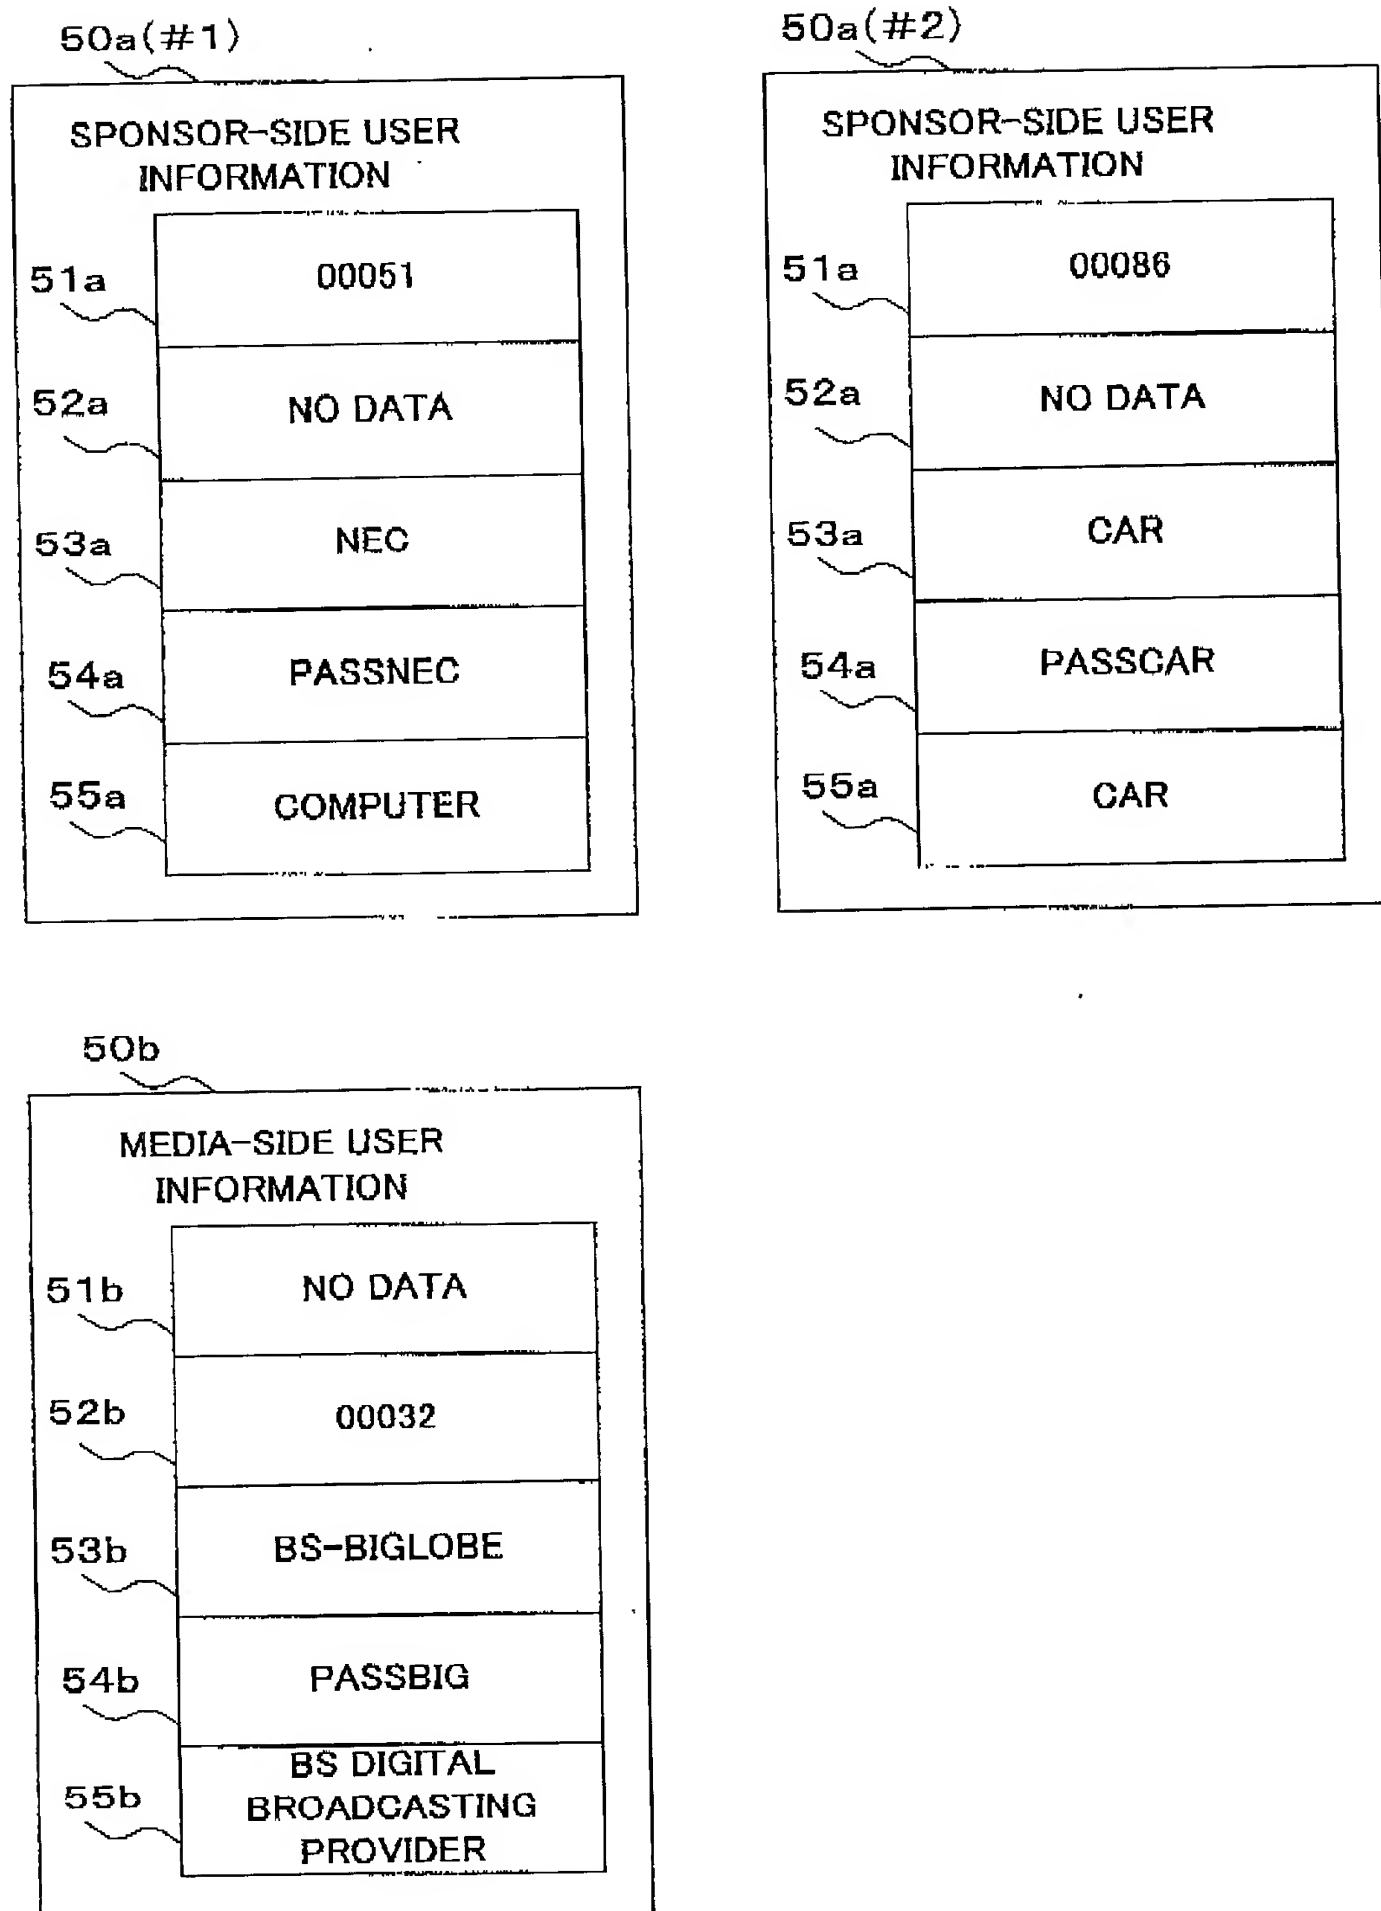 50a(#1)
SPONSOR-SIDE USER
INFORMATION
51a
00051
52a
NO DATA
53a
NEC
54a
PASSNEC
55a
COMPUTER
50a(#2)
SPONSOR-SIDE USER
INFORMATION
51a
00086
52a
NO DATA
53a
CAR
54a
PASSCAR
55a
CAR
50b
MEDIA-SIDE USER
INFORMATION
51b
NO DATA
52b
00032
53b
BS-BIGLOBE
54b
PASSBIG
55b
BS DIGITAL
BROADCASTING
PROVIDER